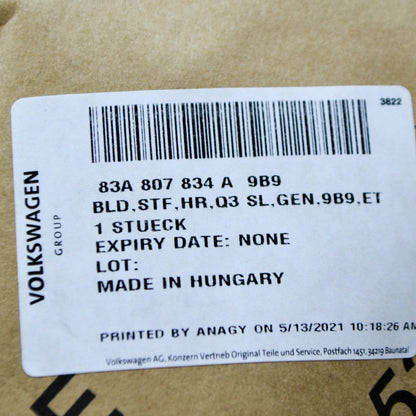 3822
83A 807 834 A 9B9
BLD,STF,HR,Q3 SL,GEN.9B9,ET
1 STUECK
EXPIRY DATE: NONE
LOT:
MADE IN HUNGARY
PRINTED BY ANAGY ON 5/13/2021 10:18:26 AM
Volkswagen AG, Konzern Vertrieb Original Teile und Service, Postfach 1451, 34219 Baunatal
VOLKSWAGEN
GROUP